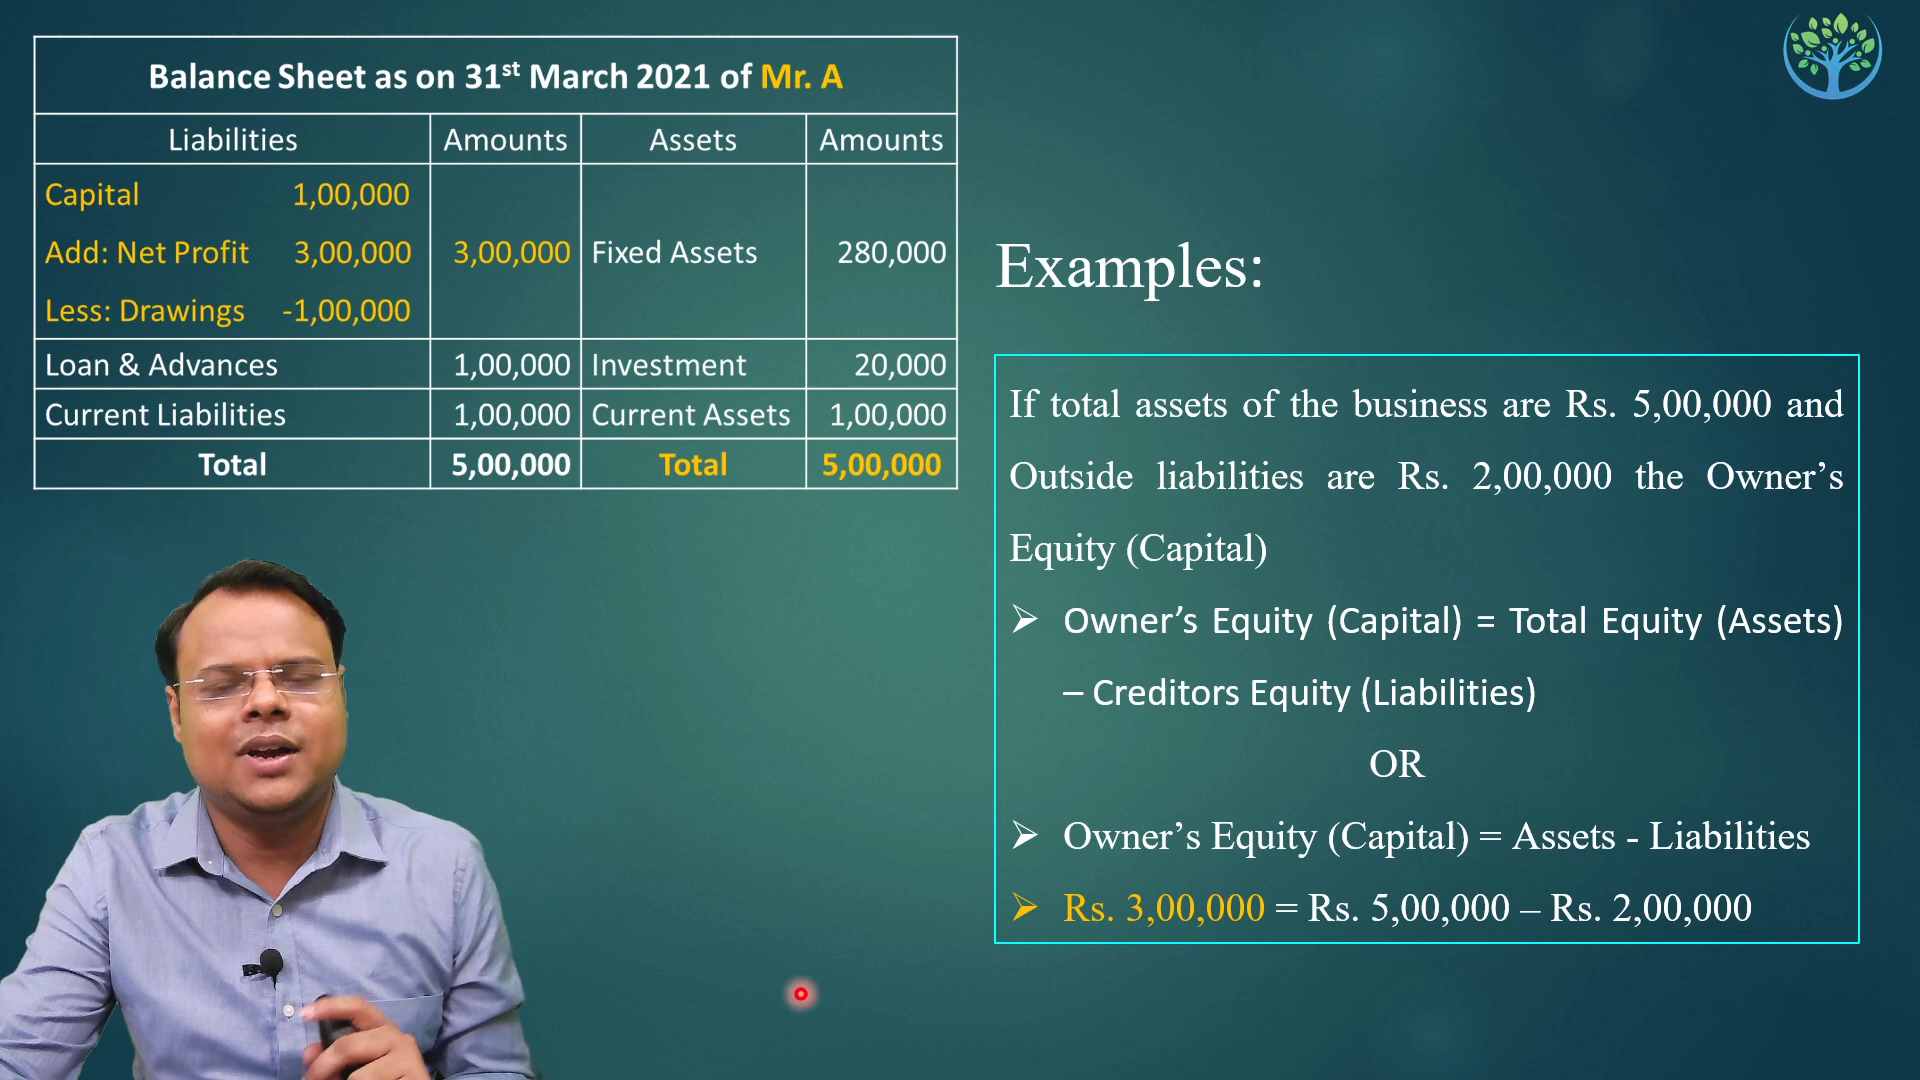 Balance Sheet as on 31st March 2021 of Mr. A
Liabilities Amounts Assets Amounts
Capital 1,00,000
Add: Net Profit 3,00,000 3,00,000 Fixed Assets 280,000
Less: Drawings -1,00,000
Loan & Advances 1,00,000 Investment 20,000
Current Liabilities 1,00,000 Current Assets 1,00,000
Total 5,00,000 Total 5,00,000
Examples:
If total assets of the business are Rs. 5,00,000 and
Outside liabilities are Rs. 2,00,000 the Owner’s
Equity (Capital)
➢ Owner’s Equity (Capital) = Total Equity (Assets)
– Creditors Equity (Liabilities)
OR
➢ Owner’s Equity (Capital) = Assets - Liabilities
➢ Rs. 3,00,000 = Rs. 5,00,000 – Rs. 2,00,000